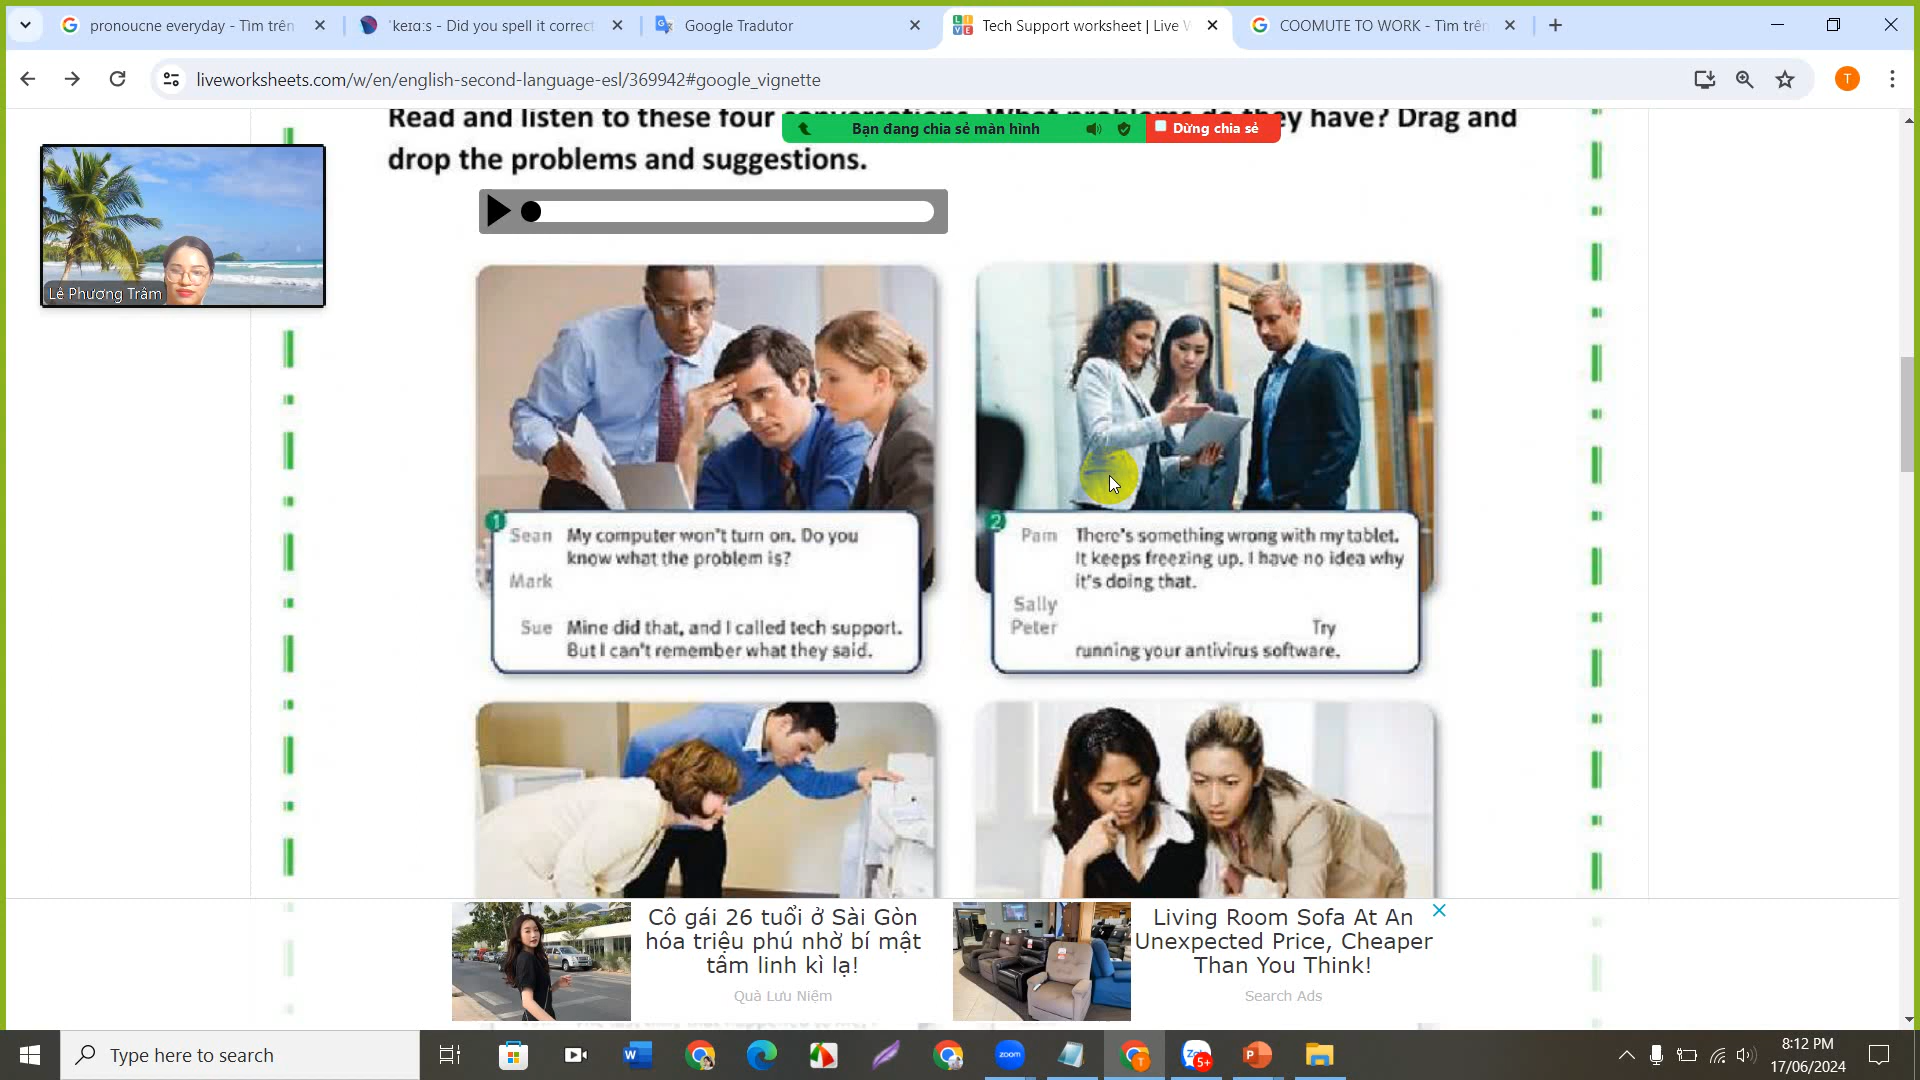 pronoucne everyday - Tìm trên
ˈkeɪɑːs - Did you spell it correct
Google Tradutor
Tech Support worksheet | Live W
COOMUTE TO WORK - Tìm trên
liveworksheets.com/w/en/english-second-language-esl/369942#google_vignette
T
Read and listen to these four conversations. What problems do they have? Drag and
drop the problems and suggestions.
Bạn đang chia sẻ màn hình
Dừng chia sẻ
Lê Phương Trâm
1
Sean My computer won't turn on. Do you
know what the problem is?
Mark
Sue Mine did that, and I called tech support.
But I can't remember what they said.
2
Pam There's something wrong with my tablet.
It keeps freezing up. I have no idea why
it's doing that.
Sally
Peter Try
running your antivirus software.
Cô gái 26 tuổi ở Sài Gòn
hóa triệu phú nhờ bí mật
tâm linh kì lạ!
Quà Lưu Niệm
Living Room Sofa At An
Unexpected Price, Cheaper
Than You Think!
Search Ads
Type here to search
zoom
5+
8:12 PM
17/06/2024